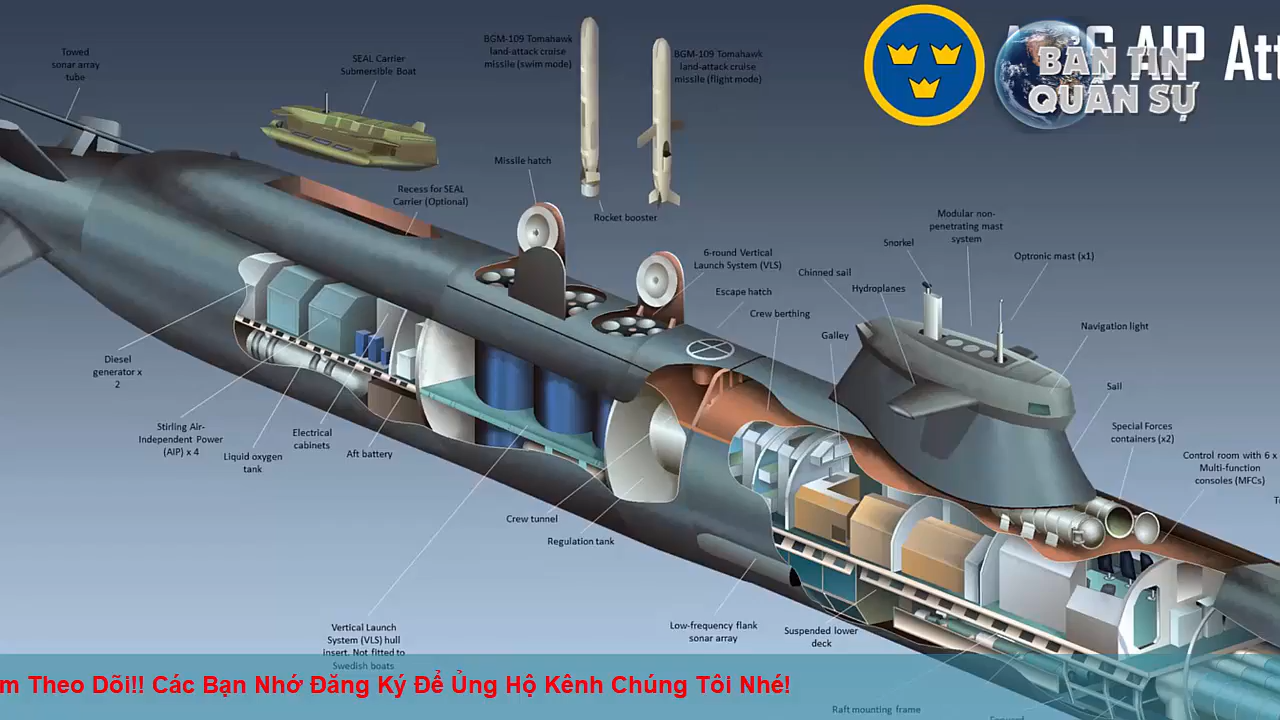 AIP Att
BẢN TIN
QUÂN SỰ
Towed
sonar array
tube
SEAL Carrier
Submersible Boat
BGM-109 Tomahawk
land-attack cruise
missile (swim mode)
BGM-109 Tomahawk
land-attack cruise
missile (flight mode)
Missile hatch
Recess for SEAL
Carrier (Optional)
Rocket booster
6-round Vertical
Launch System (VLS)
Escape hatch
Crew berthing
Galley
Chinned sail
Hydroplanes
Snorkel
Modular non-
penetrating mast
system
Optronic mast (x1)
Navigation light
Sail
Special Forces
containers (x2)
Control room with 6 x
Multi-function
consoles (MFCs)
Diesel
generator x
2
Stirling Air-
Independent Power
(AIP) x 4
Liquid oxygen
tank
Electrical
cabinets
Aft battery
Crew tunnel
Regulation tank
Vertical Launch
System (VLS) hull
insert. Not fitted to
Swedish boats
Low-frequency flank
sonar array
Suspended lower
deck
Raft mounting frame
Forward
m Theo Dõi!! Các Bạn Nhớ Đăng Ký Để Ủng Hộ Kênh Chúng Tôi Nhé!